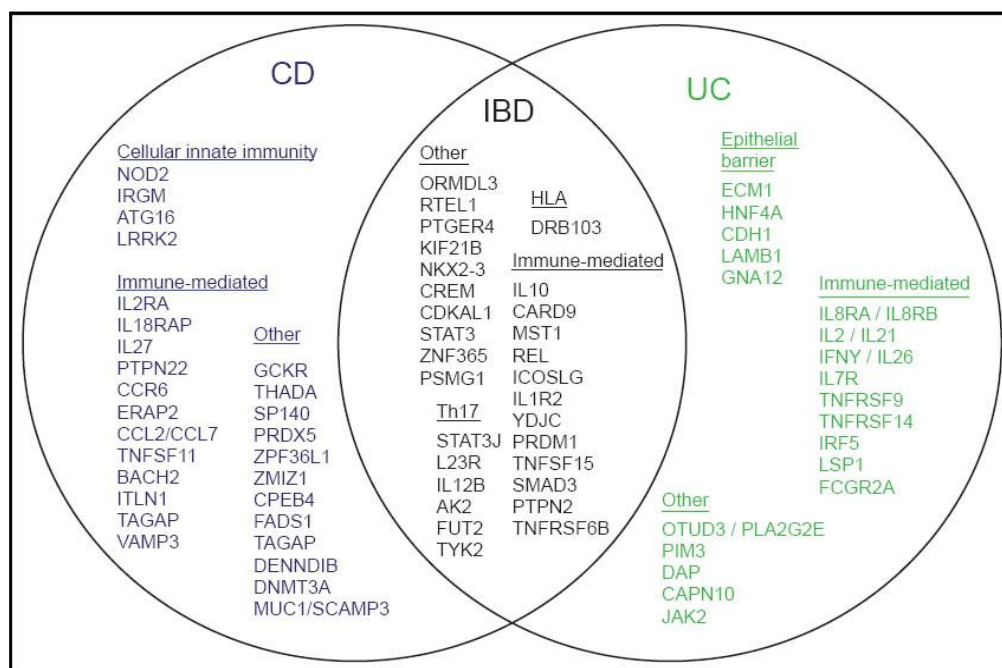 CD
Cellular innate immunity
NOD2
IRGM
ATG16
LRRK2
Immune-mediated
IL2RA
IL18RAP
IL27
PTPN22
CCR6
ERAP2
CCL2/CCL7
TNFSF11
BACH2
ITLN1
TAGAP
VAMP3
Other
GCKR
THADA
SP140
PRDX5
ZPF36L1
ZMIZ1
CPEB4
FADS1
TAGAP
DENNDIB
DNMT3A
MUC1/SCAMP3
IBD
Other
ORMDL3
RTEL1
PTGER4
KIF21B
NKX2-3
CREM
CDKAL1
STAT3
ZNF365
PSMG1
Th17
STAT3J
L23R
IL12B
AK2
FUT2
TYK2
HLA
DRB103
Immune-mediated
IL10
CARD9
MST1
REL
ICOSLG
IL1R2
YDJC
PRDM1
TNFSF15
SMAD3
PTPN2
TNFRSF6B
UC
Epithelial
barrier
ECM1
HNF4A
CDH1
LAMB1
GNA12
Immune-mediated
IL8RA / IL8RB
IL2 / IL21
IFNY / IL26
IL7R
TNFRSF9
TNFRSF14
IRF5
LSP1
FCGR2A
Other
OTUD3 / PLA2G2E
PIM3
DAP
CAPN10
JAK2